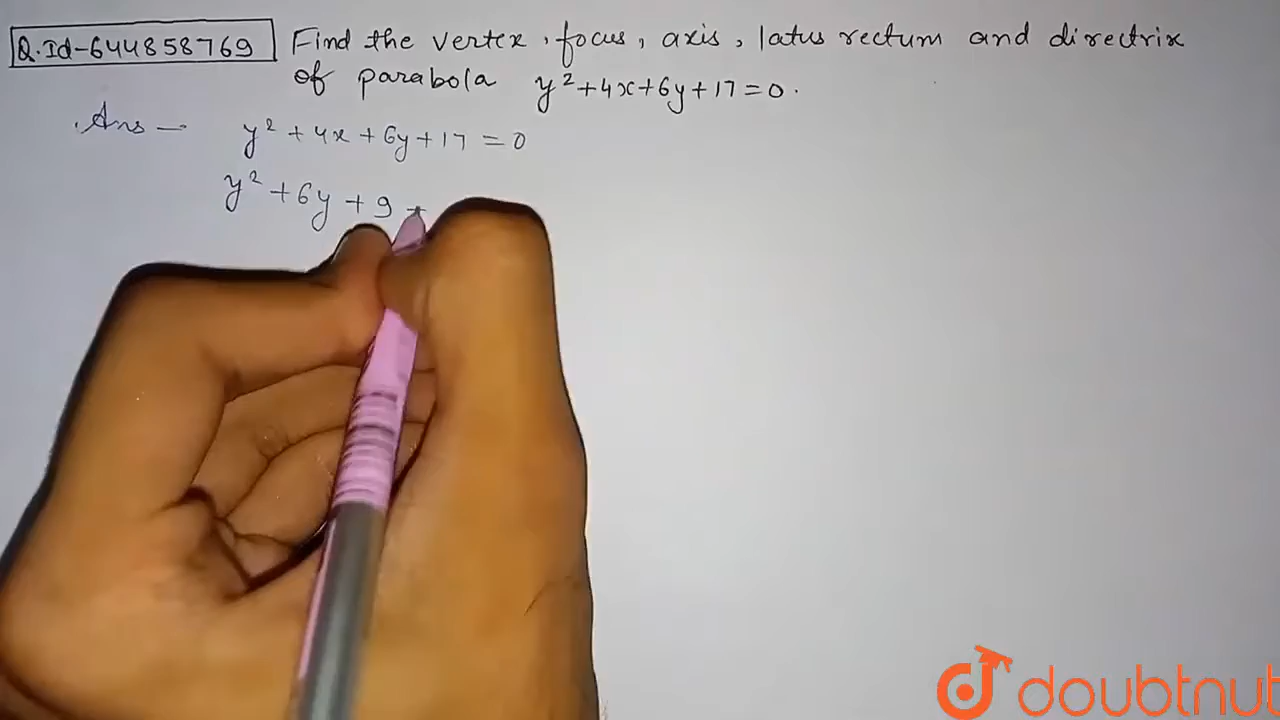 Q.Id-644858769 Find the vertex, focus, axis, latus rectum and directrix
of parabola y²+4x+6y+17=0.
Ans – y² + 4x + 6y + 17 = 0
y² + 6y + 9 +
doubtnut